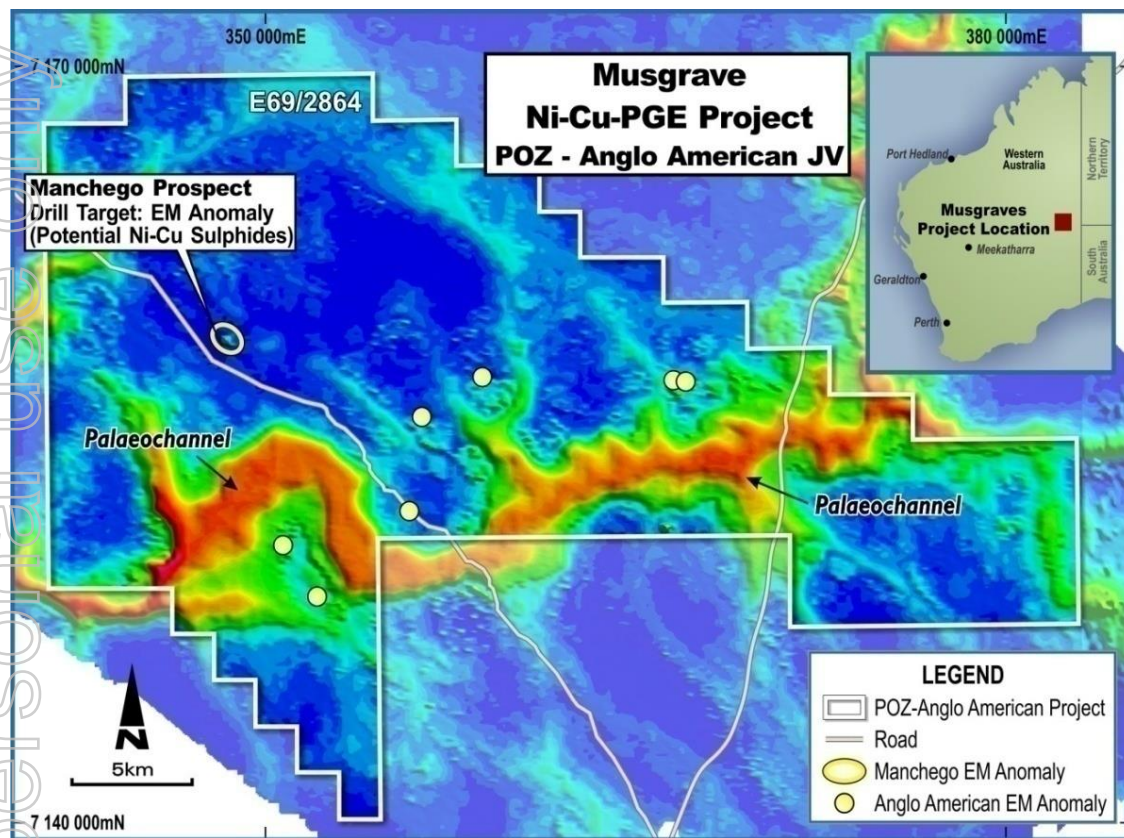 350 000mE
380 000mE
7 170 000mN
E69/2864
Musgrave
Ni-Cu-PGE Project
POZ - Anglo American JV
Manchego Prospect
Drill Target: EM Anomaly
(Potential Ni-Cu Sulphides)
Port Hedland
Western
Australia
Northern
Territory
Musgraves
Project Location
Meekatharra
South
Australia
Geraldton
Perth
Palaeochannel
Palaeochannel
LEGEND
POZ-Anglo American Project
Road
Manchego EM Anomaly
Anglo American EM Anomaly
N
5km
7 140 000mN
personal use only